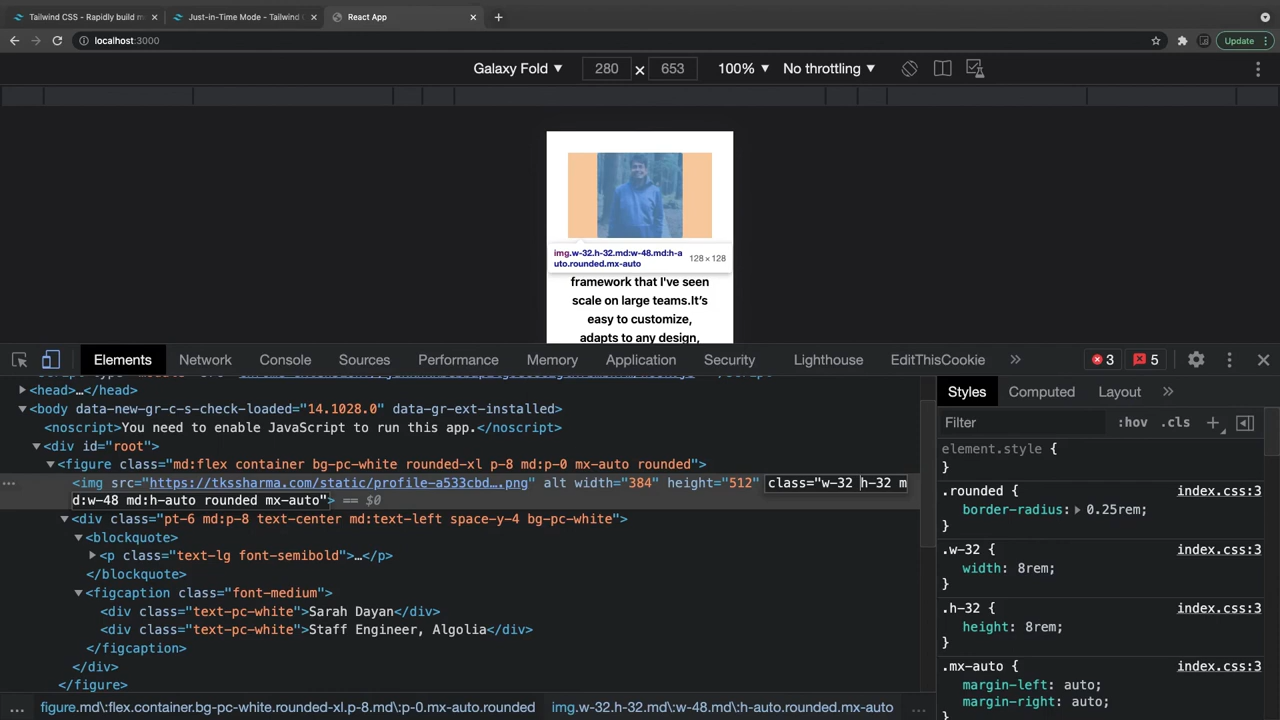 Tailwind CSS - Rapidly build m
Just-in-Time Mode - Tailwind C
React App
localhost:3000
Update
Galaxy Fold ▼ 280 × 653 100% ▼ No throttling ▼
img.w-32.h-32.md:w-48.md:h-a
uto.rounded.mx-auto 128 × 128
framework that I've seen
scale on large teams.It's
easy to customize,
adapts to any design,
Elements Network Console Sources Performance Memory Application Security Lighthouse EditThisCookie » 3 5
<head>…</head>
<body data-new-gr-c-s-check-loaded="14.1028.0" data-gr-ext-installed>
<noscript>You need to enable JavaScript to run this app.</noscript>
<div id="root">
<figure class="md:flex container bg-pc-white rounded-xl p-8 md:p-0 mx-auto rounded">
<img src="https://tkssharma.com/static/profile-a533cbd….png" alt width="384" height="512" class="w-32 h-32 m
d:w-48 md:h-auto rounded mx-auto"> == $0
<div class="pt-6 md:p-8 text-center md:text-left space-y-4 bg-pc-white">
<blockquote>
<p class="text-lg font-semibold">…</p>
</blockquote>
<figcaption class="font-medium">
<div class="text-pc-white">Sarah Dayan</div>
<div class="text-pc-white">Staff Engineer, Algolia</div>
</figcaption>
</div>
</figure>
… figure.md\:flex.container.bg-pc-white.rounded-xl.p-8.md\:p-0.mx-auto.rounded img.w-32.h-32.md\:w-48.md\:h-auto.rounded.mx-auto …
Styles Computed Layout »
Filter :hov .cls +
element.style {
}
.rounded { index.css:3
border-radius: 0.25rem;
}
.w-32 { index.css:3
width: 8rem;
}
.h-32 { index.css:3
height: 8rem;
}
.mx-auto { index.css:3
margin-left: auto;
margin-right: auto;